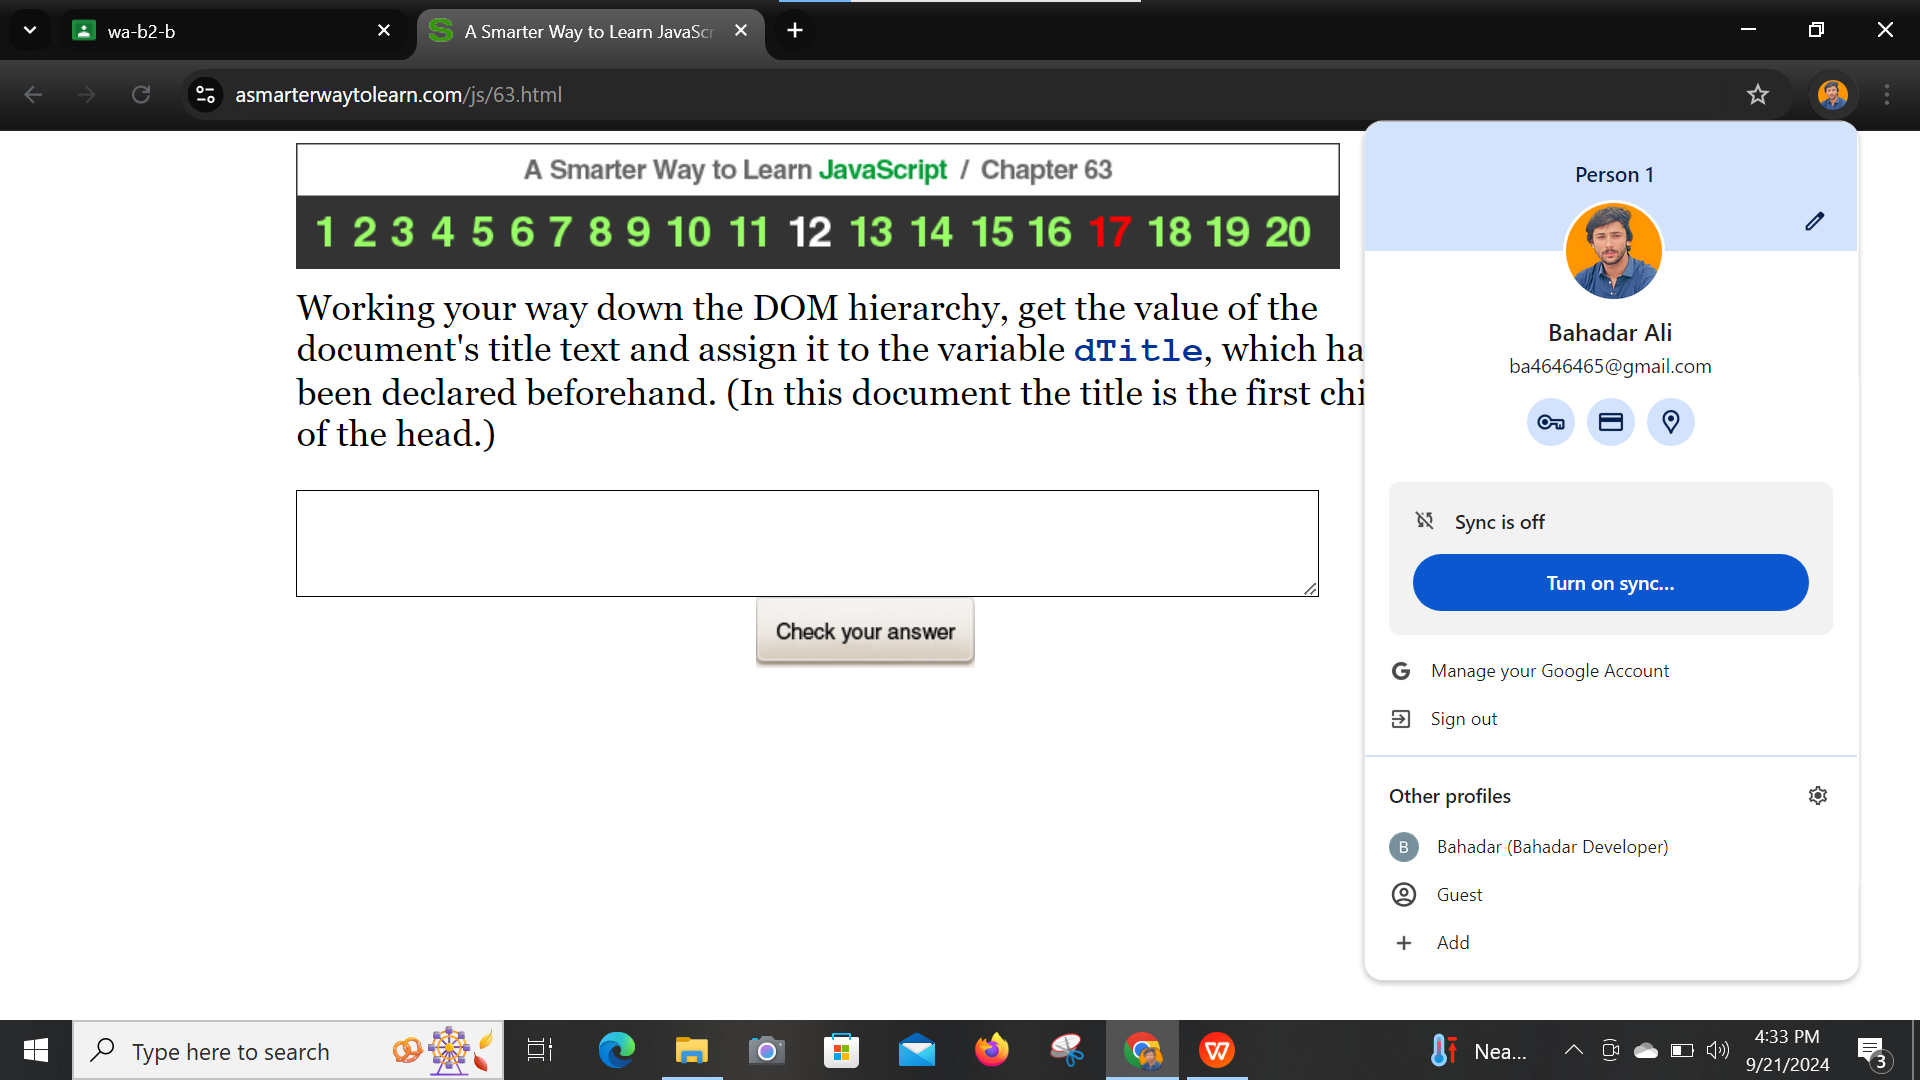 wa-b2-b
A Smarter Way to Learn JavaScr
asmarterwaytolearn.com/js/63.html
A Smarter Way to Learn JavaScript / Chapter 63
1 2 3 4 5 6 7 8 9 10 11 12 13 14 15 16 17 18 19 20
Working your way down the DOM hierarchy, get the value of the
document's title text and assign it to the variable dTitle, which ha
been declared beforehand. (In this document the title is the first chi
of the head.)
Check your answer
Person 1
Bahadar Ali
ba4646465@gmail.com
Sync is off
Turn on sync...
Manage your Google Account
Sign out
Other profiles
B Bahadar (Bahadar Developer)
Guest
Add
Type here to search
Nea...
4:33 PM
9/21/2024
3